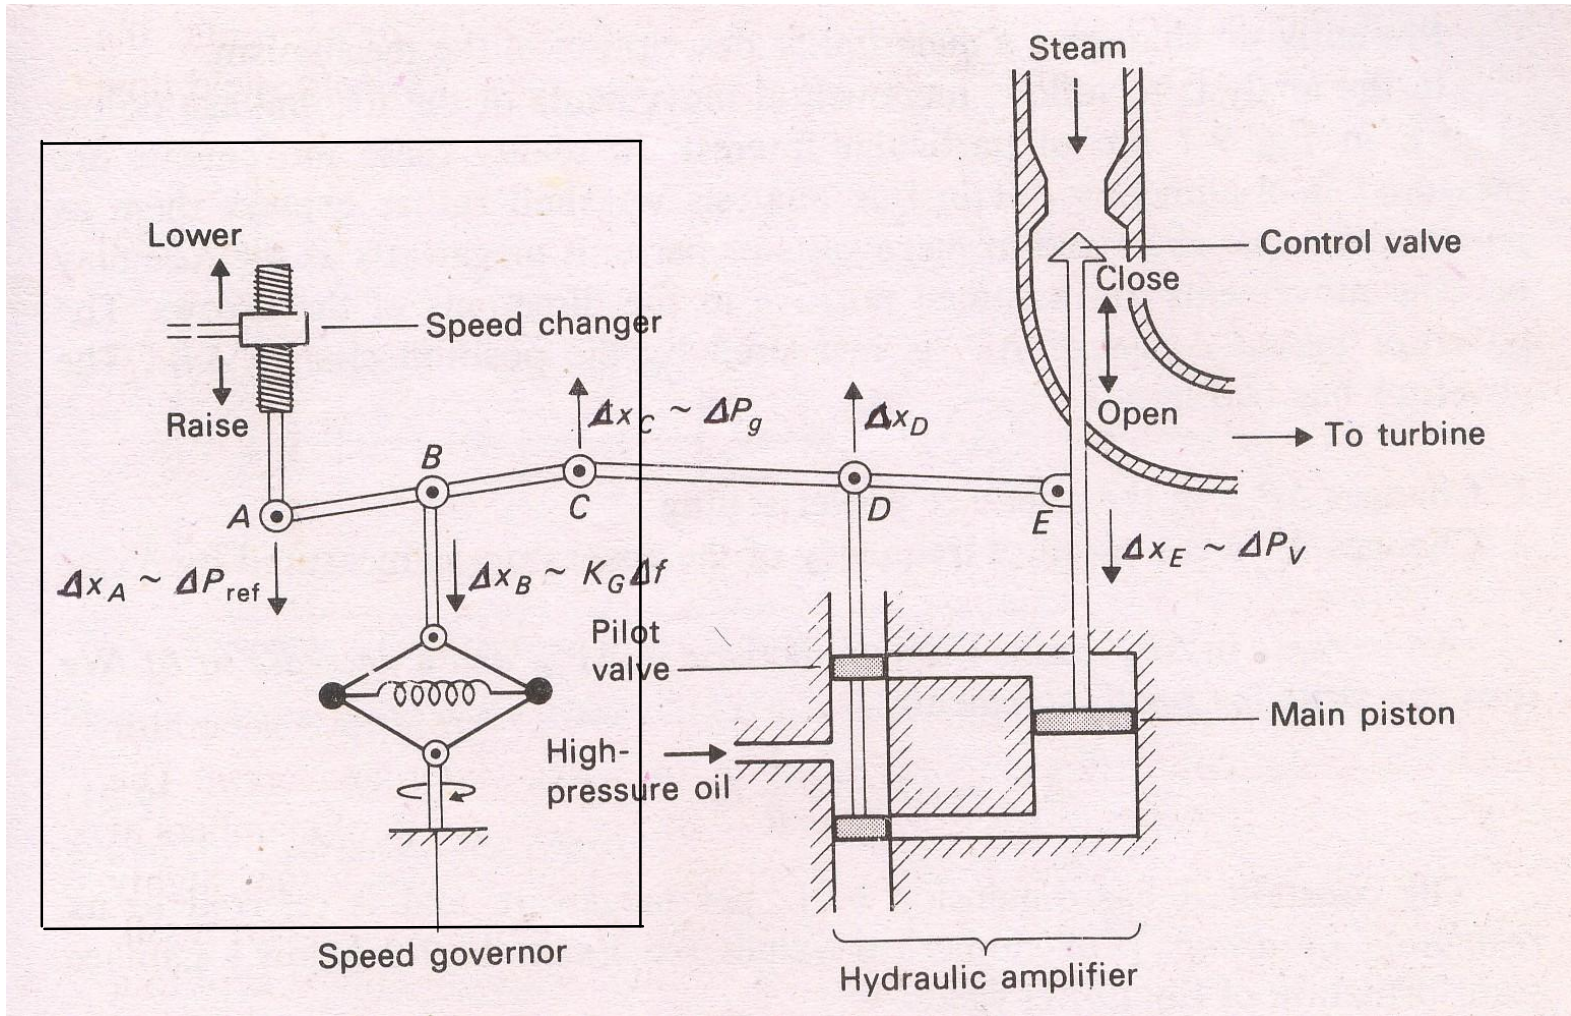 Steam
Lower
Control valve
Close
Speed changer
Δx_C ~ ΔP_g
Δx_D
Raise
Open
To turbine
B
A
C
D
E
Δx_A ~ ΔP_ref
Δx_B ~ K_G Δf
Δx_E ~ ΔP_V
Pilot
valve
Main piston
High-
pressure oil
Speed governor
Hydraulic amplifier